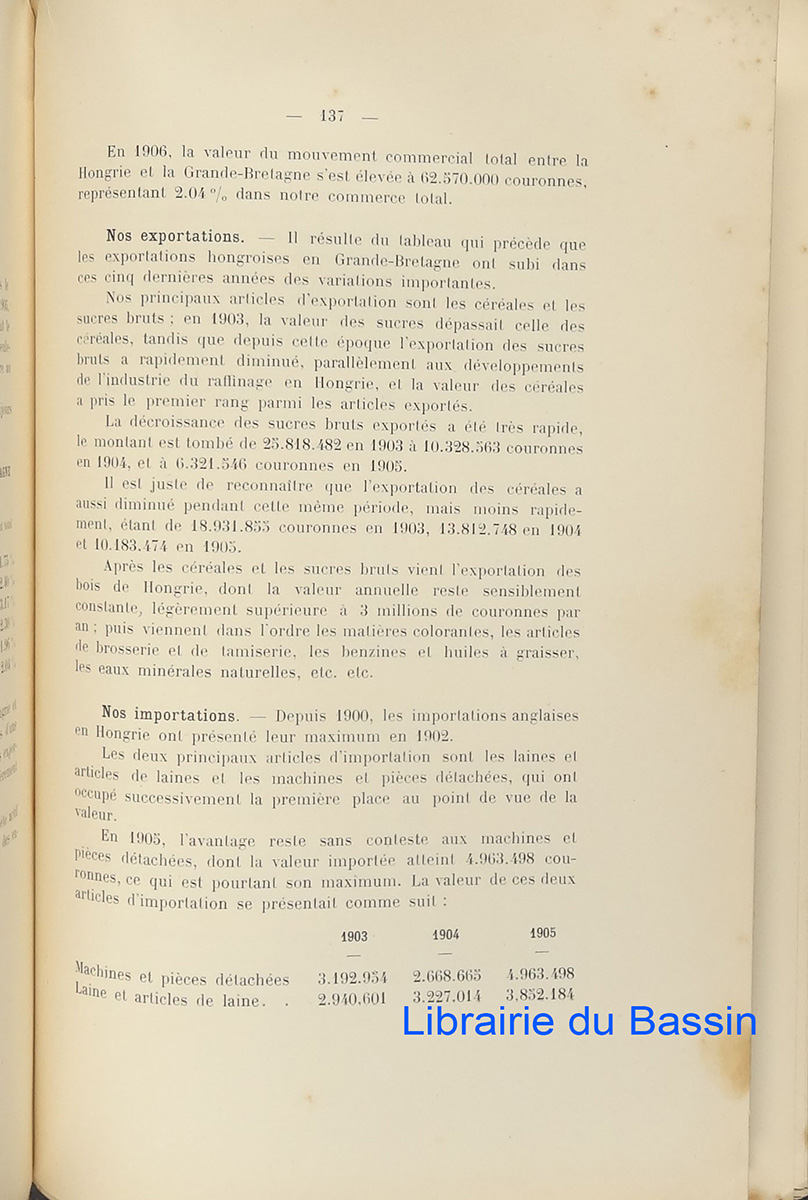 — 137 —
En 1906, la valeur du mouvement commercial total entre la
Hongrie et la Grande-Bretagne s'est élevée à 62.570.000 couronnes,
représentant 2.04 % dans notre commerce total.
Nos exportations. — Il résulte du tableau qui précède que
les exportations hongroises en Grande-Bretagne ont subi dans
ces cinq dernières années des variations importantes.
Nos principaux articles d'exportation sont les céréales et les
sucres bruts ; en 1903, la valeur des sucres dépassait celle des
céréales, tandis que depuis cette époque l'exportation des sucres
bruts a rapidement diminué, parallèlement aux développements
de l'industrie du raffinage en Hongrie, et la valeur des céréales
a pris le premier rang parmi les articles exportés.
La décroissance des sucres bruts exportés a été très rapide,
le montant est tombé de 25.818.482 en 1903 à 10.328.563 couronnes
en 1904, et à 6.321.546 couronnes en 1905.
Il est juste de reconnaître que l'exportation des céréales a
aussi diminué pendant cette même période, mais moins rapide-
ment, étant de 18.931.855 couronnes en 1903, 13.812.748 en 1904
et 10.183.474 en 1905.
Après les céréales et les sucres bruts vient l'exportation des
bois de Hongrie, dont la valeur annuelle reste sensiblement
constante, légèrement supérieure à 3 millions de couronnes par
an ; puis viennent dans l'ordre les matières colorantes, les articles
de brosserie et de tamiserie, les benzines et huiles à graisser,
les eaux minérales naturelles, etc. etc.
Nos importations. — Depuis 1900, les importations anglaises
en Hongrie ont présenté leur maximum en 1902.
Les deux principaux articles d'importation sont les laines et
articles de laines et les machines et pièces détachées, qui ont
occupé successivement la première place au point de vue de la
valeur.
En 1905, l'avantage reste sans conteste aux machines et
pièces détachées, dont la valeur importée atteint 4.963.498 cou-
ronnes, ce qui est pourtant son maximum. La valeur de ces deux
articles d'importation se présentait comme suit :
1903 1904 1905
— — —
Machines et pièces détachées 3.192.954 2.668.665 4.963.498
Laine et articles de laine. . 2.940.601 3.227.014 3.852.184
Librairie du Bassin